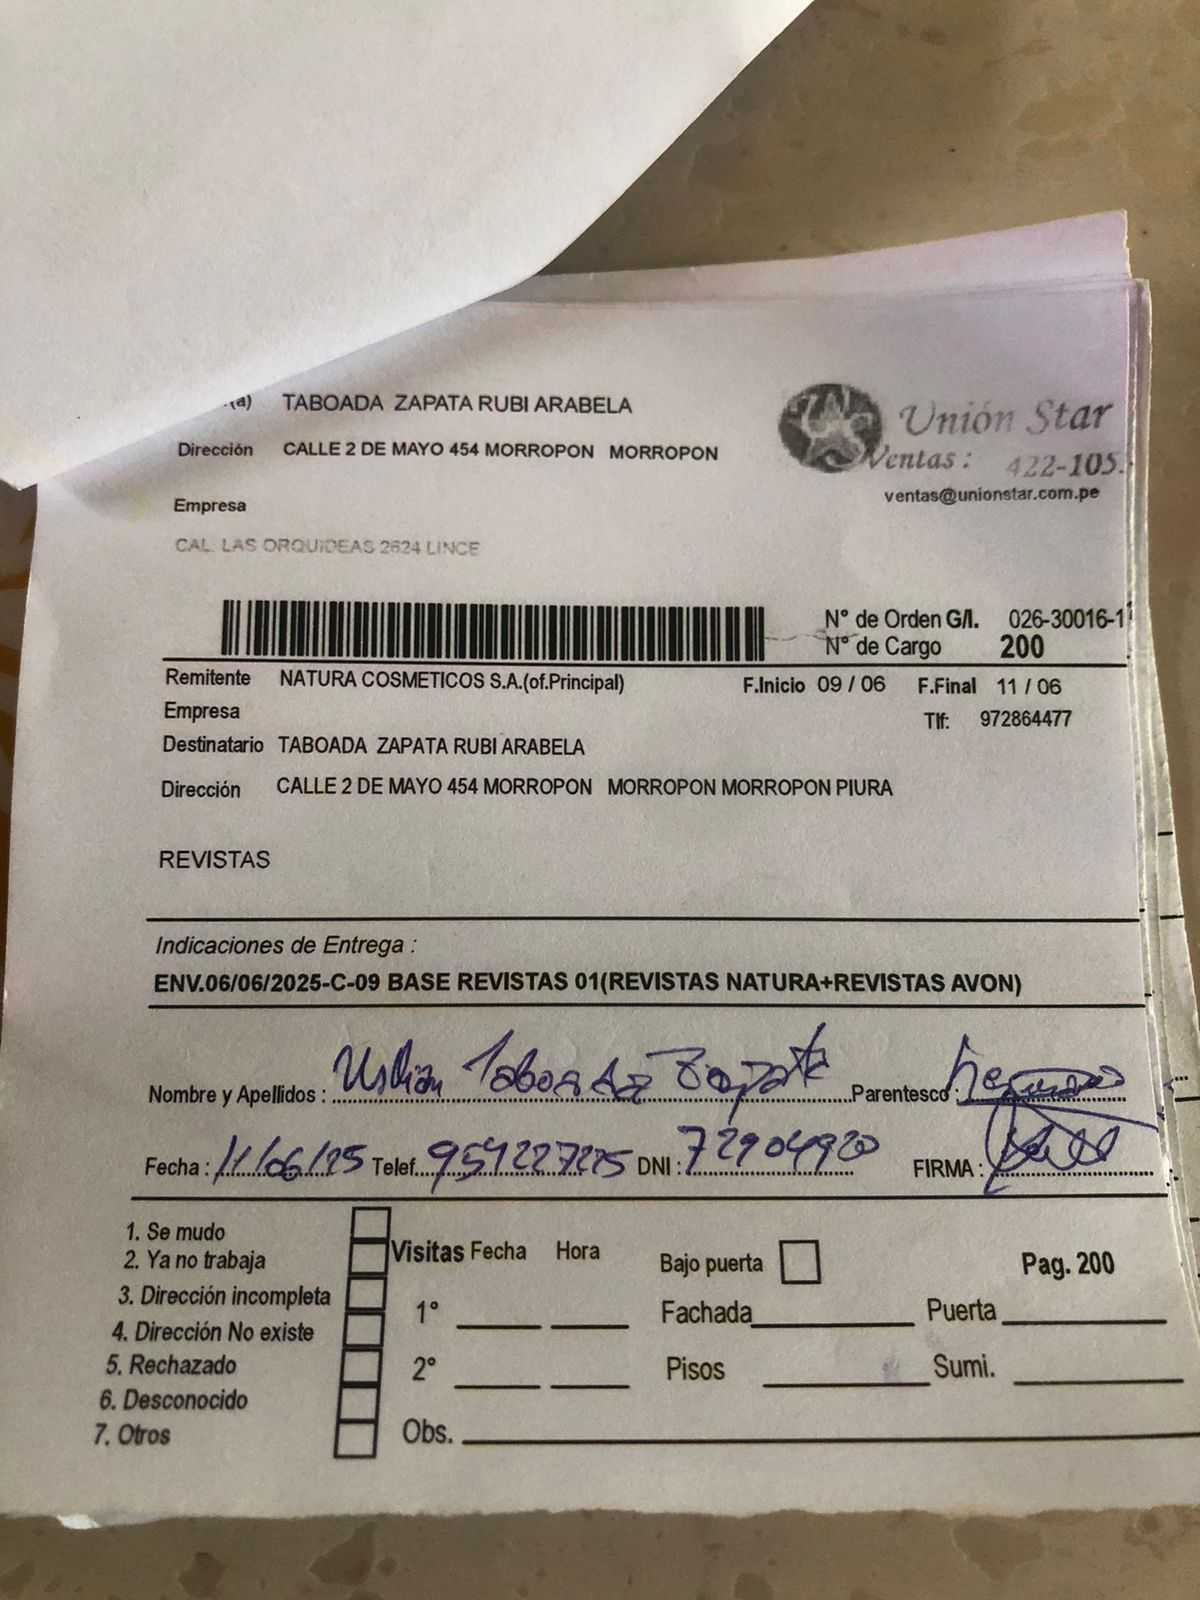 (a) TABOADA ZAPATA RUBI ARABELA
Dirección CALLE 2 DE MAYO 454 MORROPON MORROPON
Unión Star
Ventas : 422-105
ventas@unionstar.com.pe
Empresa
CAL. LAS ORQUIDEAS 2624 LINCE
N° de Orden G/I. 026-30016-1
N° de Cargo 200
Remitente NATURA COSMETICOS S.A.(of.Principal) F.Inicio 09 / 06 F.Final 11 / 06
Empresa Tlf: 972864477
Destinatario TABOADA ZAPATA RUBI ARABELA
Dirección CALLE 2 DE MAYO 454 MORROPON MORROPON MORROPON PIURA
REVISTAS
Indicaciones de Entrega :
ENV.06/06/2025-C-09 BASE REVISTAS 01(REVISTAS NATURA+REVISTAS AVON)
Nombre y Apellidos : Taboada Zapata Parentesco :
Fecha : 11/06/25 Telef. 959227225 DNI : 72904920 FIRMA :
1. Se mudo
2. Ya no trabaja
3. Dirección incompleta
4. Dirección No existe
5. Rechazado
6. Desconocido
7. Otros
Visitas Fecha Hora
1°
2°
Obs.
Bajo puerta Pag. 200
Fachada Puerta
Pisos Sumi.